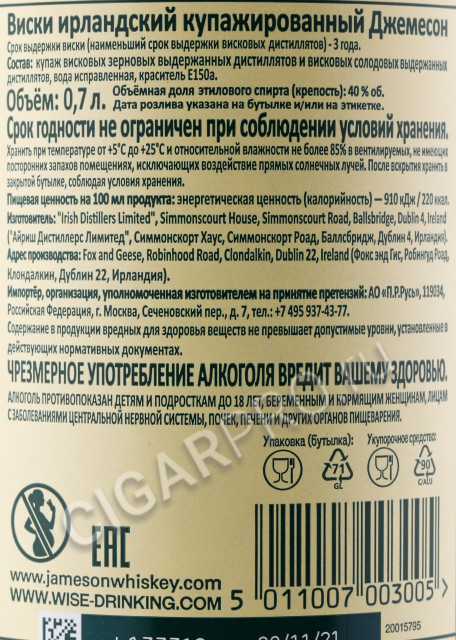 Виски ирландский купажированный Джемесон
Срок выдержки виски (наименьший срок выдержки висковых дистиллятов) - 3 года.
Состав: купаж висковых зерновых выдержанных дистиллятов и висковых солодовых выдержанных
дистиллятов, вода исправленная, краситель Е150а.
Объём: 0,7 л. Объёмная доля этилового спирта (крепость): 40 % об.
Дата розлива указана на бутылке и/или на этикетке.
Срок годности не ограничен при соблюдении условий хранения.
Хранить при температуре от +5°С до +25°С и относительной влажности не более 85% в вентилируемых, не имеющих
посторонних запахов помещениях, исключающих воздействие прямых солнечных лучей. После вскрытия хранить в
закрытой бутылке, соблюдая условия хранения.
Пищевая ценность на 100 мл продукта: энергетическая ценность (калорийность) — 910 кДж / 220 ккал.
Изготовитель: "Irish Distillers Limited", Simmonscourt House, Simmonscourt Road, Ballsbridge, Dublin 4, Ireland
("Айриш Дистиллерс Лимитед", Симмонскорт Хаус, Симмонскорт Роад, Баллсбридж, Дублин 4, Ирландия).
Адрес производства: Fox and Geese, Robinhood Road, Clondalkin, Dublin 22, Ireland (Фокс энд Гис, Робингуд Роад,
Клондалкин, Дублин 22, Ирландия).
Импортёр, организация, уполномоченная изготовителем на принятие претензий: АО «П.Р.Русь», 119034,
Российская Федерация, г. Москва, Сеченовский пер., д. 7, тел.: +7 495 937-43-77.
Содержание в продукции вредных для здоровья веществ не превышает допустимые уровни, установленные в
действующих нормативных документах.
ЧРЕЗМЕРНОЕ УПОТРЕБЛЕНИЕ АЛКОГОЛЯ ВРЕДИТ ВАШЕМУ ЗДОРОВЬЮ.
АЛКОГОЛЬ ПРОТИВОПОКАЗАН ДЕТЯМ И ПОДРОСТКАМ ДО 18 ЛЕТ, БЕРЕМЕННЫМ И КОРМЯЩИМ ЖЕНЩИНАМ, ЛИЦАМ
С ЗАБОЛЕВАНИЯМИ ЦЕНТРАЛЬНОЙ НЕРВНОЙ СИСТЕМЫ, ПОЧЕК, ПЕЧЕНИ И ДРУГИХ ОРГАНОВ ПИЩЕВАРЕНИЯ.
Упаковка (бутылка): Укупорочное средство:
71 90
GL C/ALU
CIGARPRO.ru
EAC
www.jamesonwhiskey.com
www.WISE-DRINKING.COM
5 011007 003005
20015795